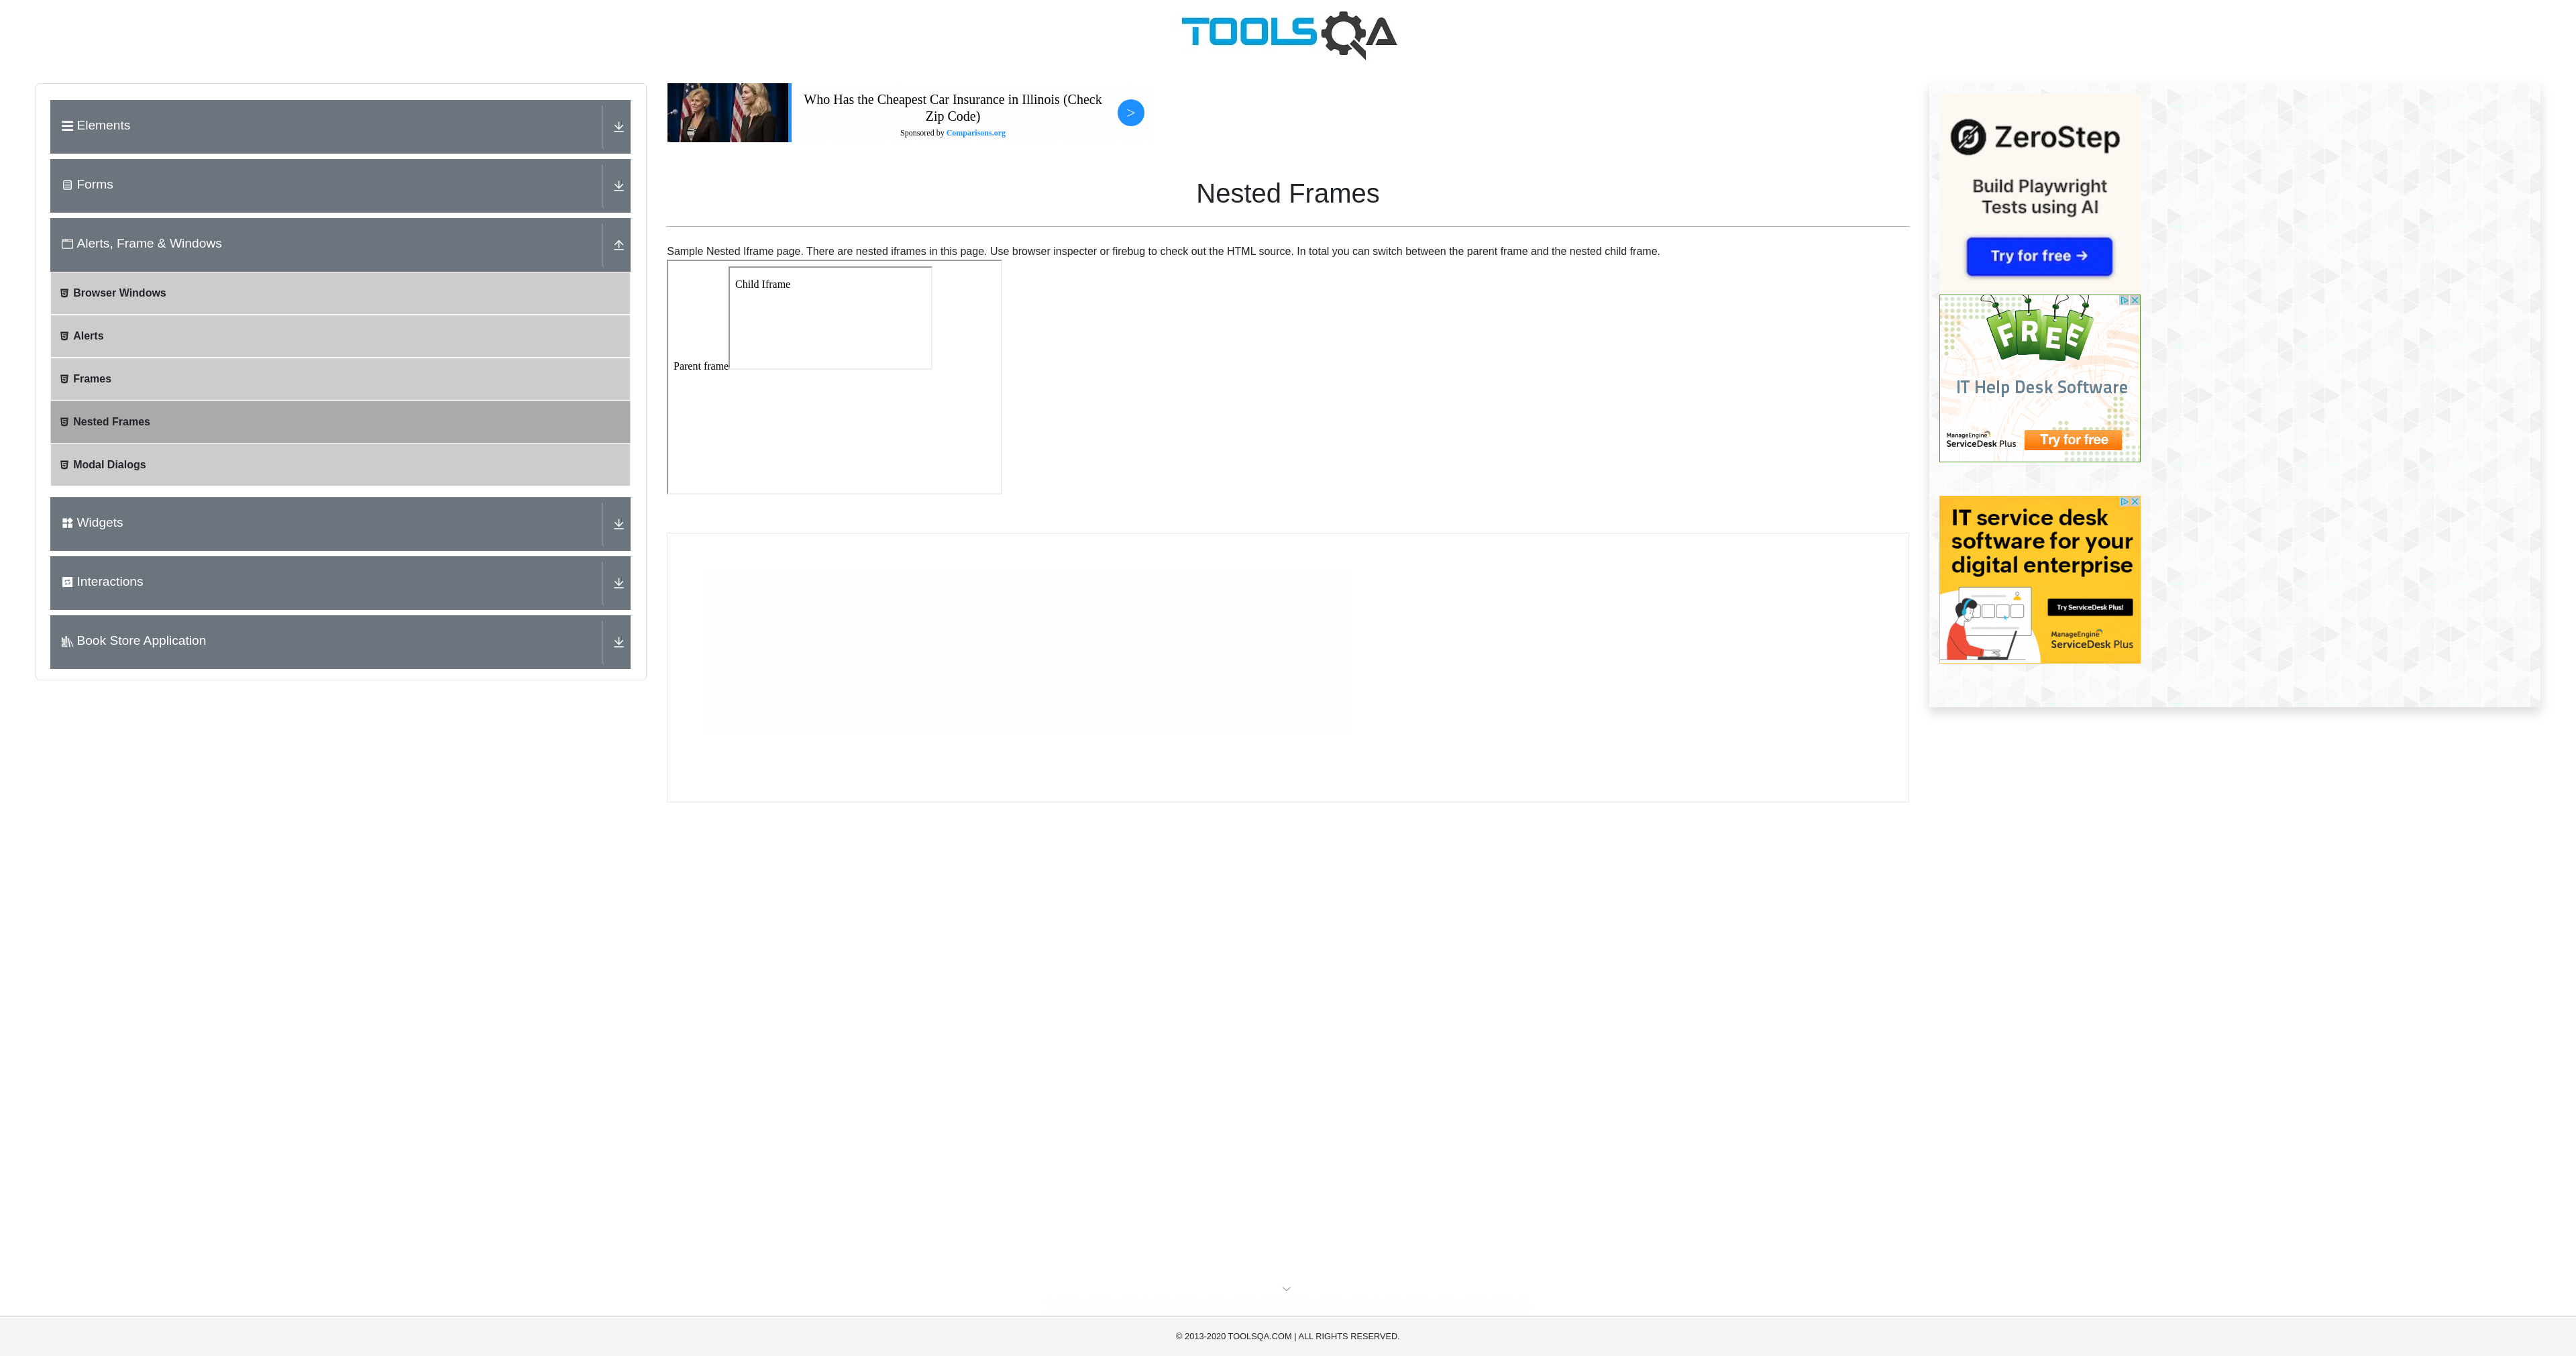 TOOLSQA
Elements
Forms
Alerts, Frame & Windows
Browser Windows
Alerts
Frames
Nested Frames
Modal Dialogs
Widgets
Interactions
Book Store Application
Who Has the Cheapest Car Insurance in Illinois (Check
Zip Code)
Sponsored by Comparisons.org
>
Nested Frames
Sample Nested Iframe page. There are nested iframes in this page. Use browser inspecter or firebug to check out the HTML source. In total you can switch between the parent frame and the nested child frame.
Child Iframe
Parent frame
ZeroStep
Build Playwright
Tests using AI
Try for free →
FREE
IT Help Desk Software
ManageEngine
ServiceDesk Plus
Try for free
IT service desk
software for your
digital enterprise
Try ServiceDesk Plus!
ManageEngine
ServiceDesk Plus
© 2013-2020 TOOLSQA.COM | ALL RIGHTS RESERVED.